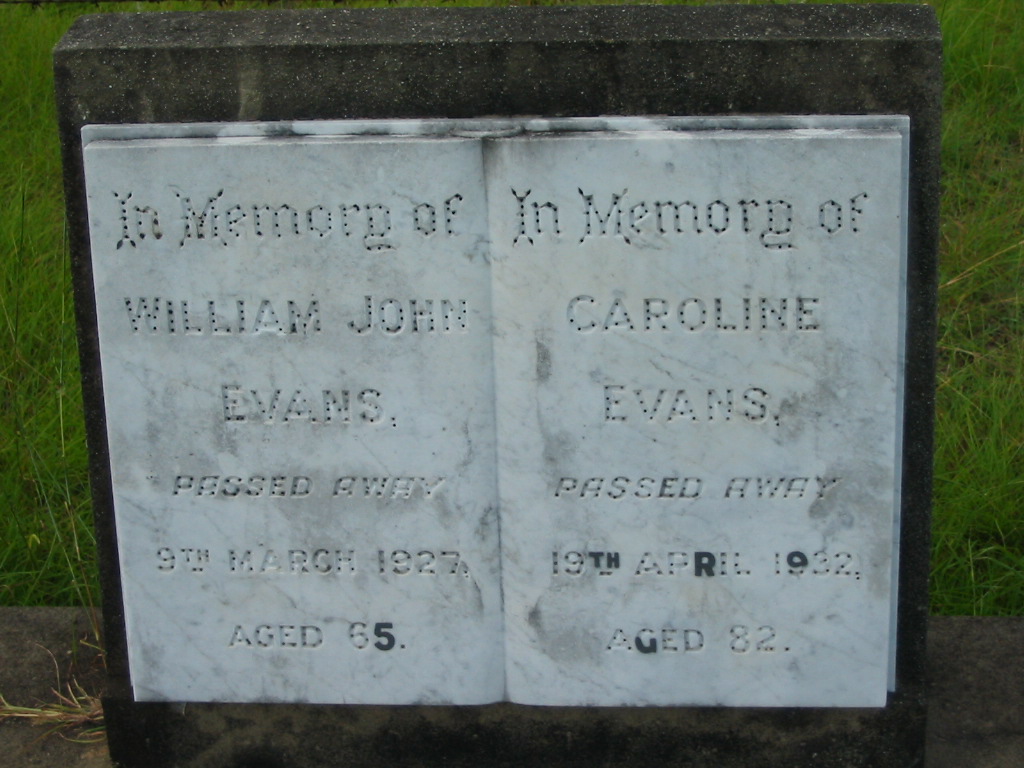 In Memory of
WILLIAM JOHN
EVANS,
PASSED AWAY
9TH MARCH 1927,
AGED 65.
In Memory of
CAROLINE
EVANS,
PASSED AWAY
19TH APRIL 1932,
AGED 82.